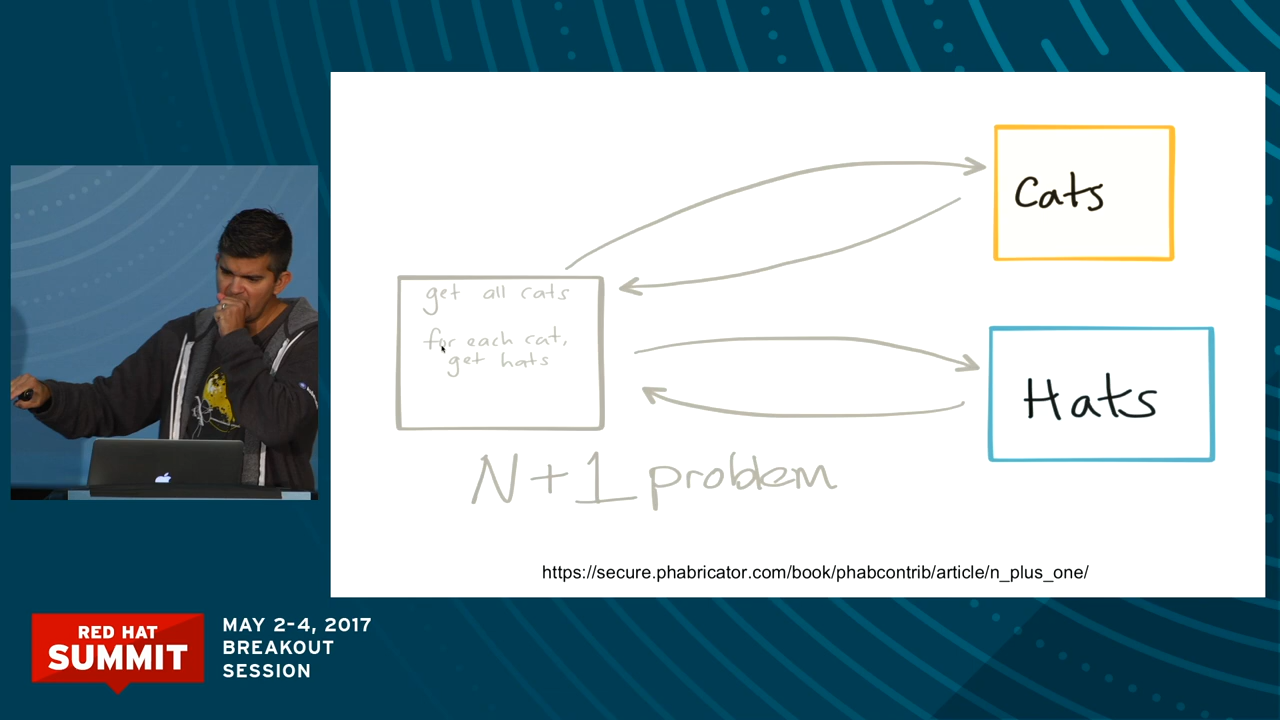 Cats
get all cats
for each cat,
get hats
Hats
N+1 problem
https://secure.phabricator.com/book/phabcontrib/article/n_plus_one/
RED HAT
SUMMIT
MAY 2-4, 2017
BREAKOUT
SESSION